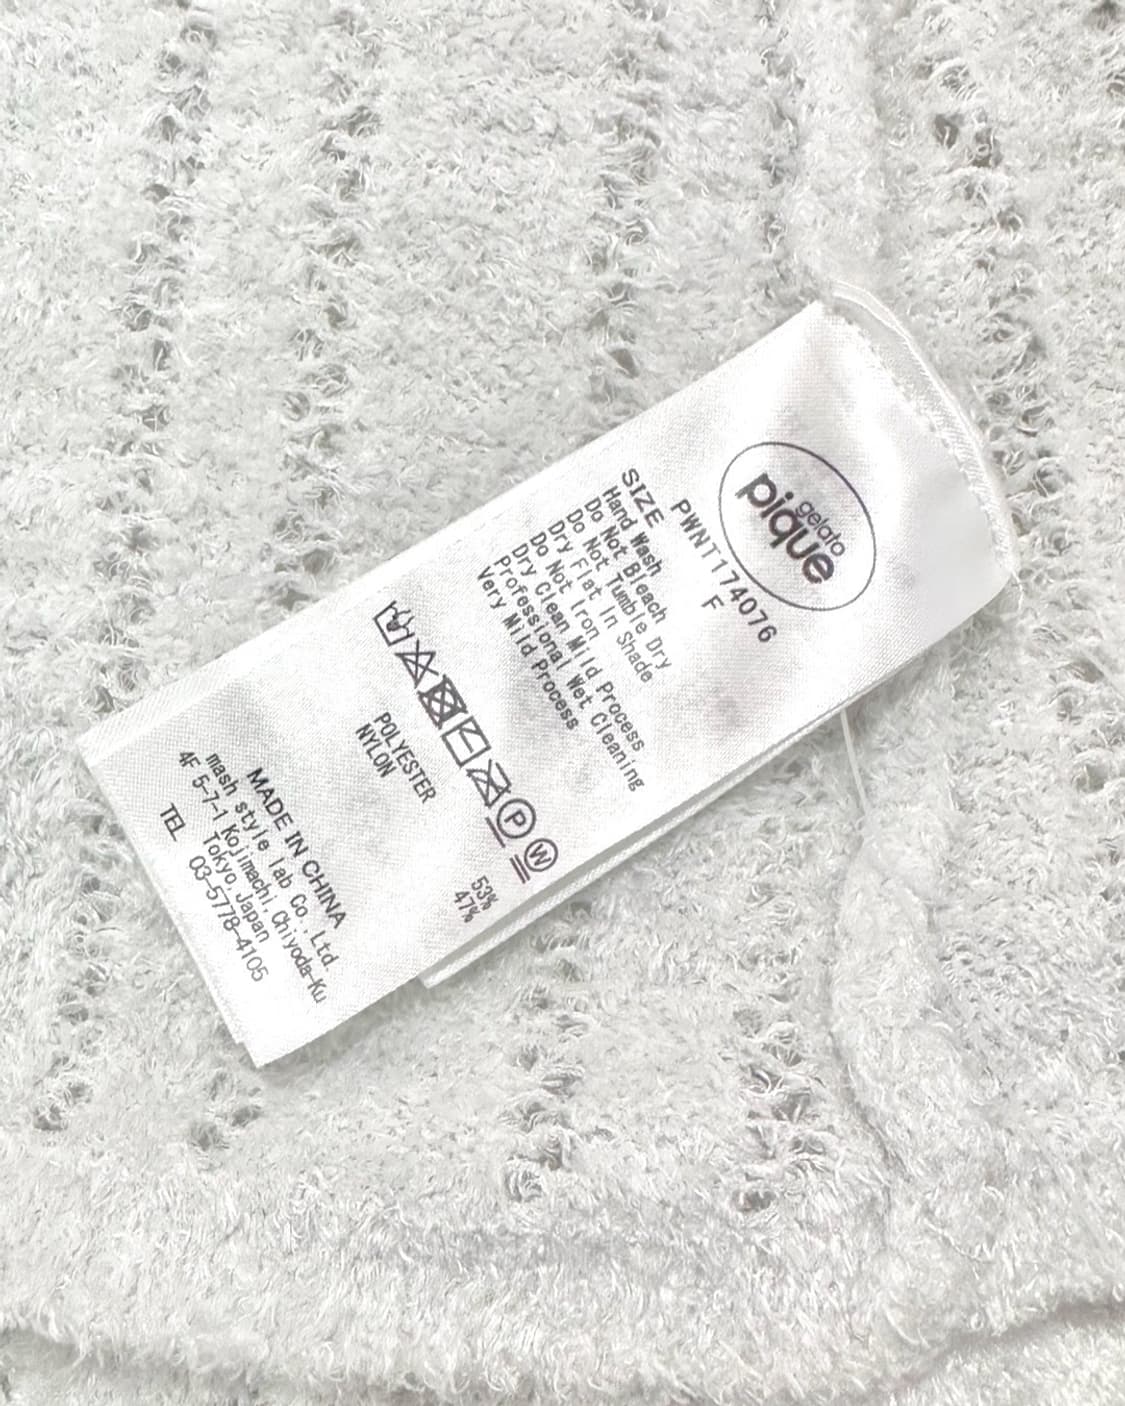 gelato
pique
PWNT174076
SIZE F
Hand Wash
Do Not Bleach
Do Not Tumble Dry
Dry Flat In Shade
Do Not Iron
Dry Clean Mild Process
Professional Wet Cleaning
Very Mild Process
P W
POLYESTER 53%
NYLON 47%
MADE IN CHINA
mash style lab Co., Ltd.
4F 5-7-1 Kojimachi, Chiyoda-Ku
Tokyo, Japan
TEL 03-5778-4105